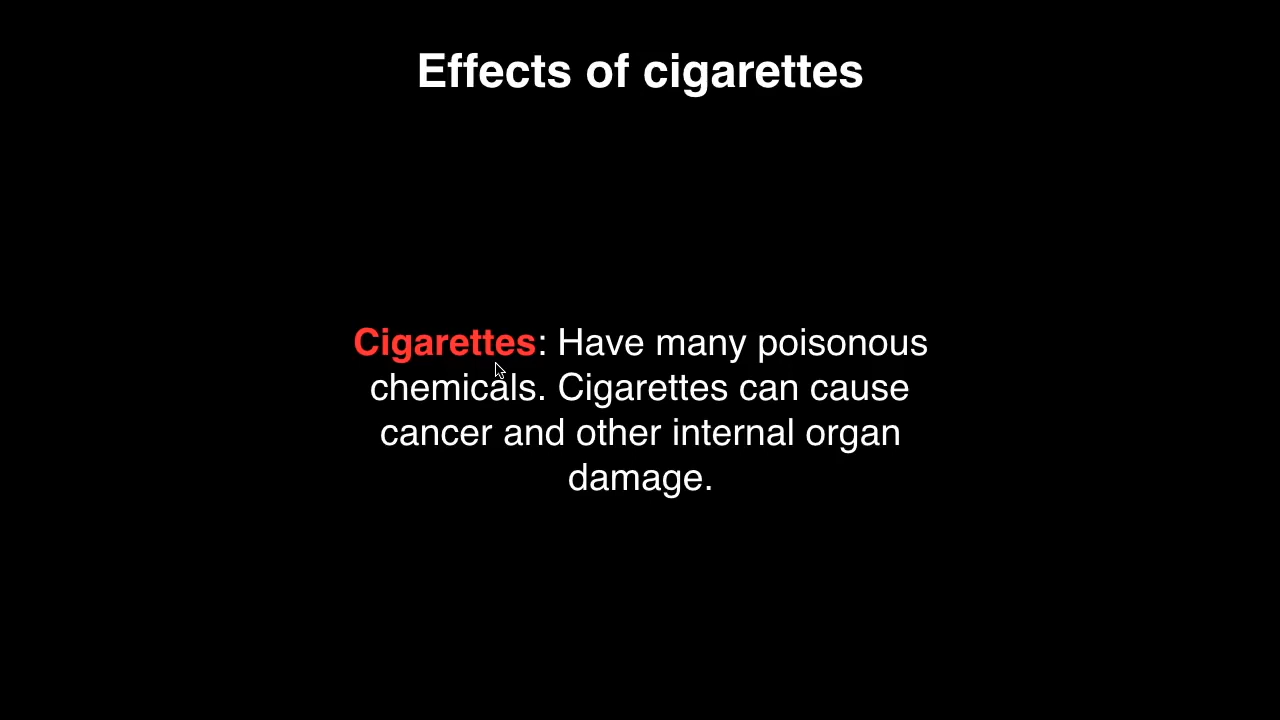 Effects of cigarettes
Cigarettes: Have many poisonous
chemicals. Cigarettes can cause
cancer and other internal organ
damage.